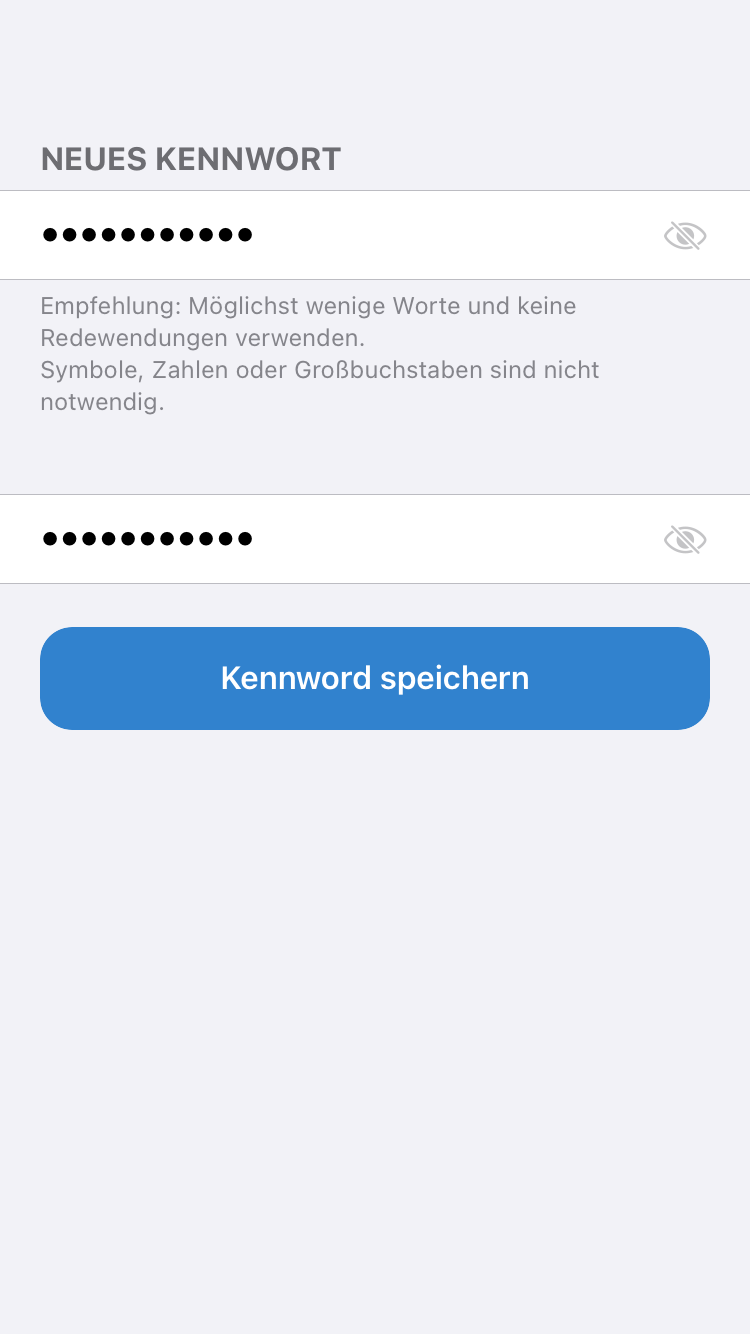 NEUES KENNWORT
•••••••••••
Empfehlung: Möglichst wenige Worte und keine
Redewendungen verwenden.
Symbole, Zahlen oder Großbuchstaben sind nicht
notwendig.
•••••••••••
Kennword speichern